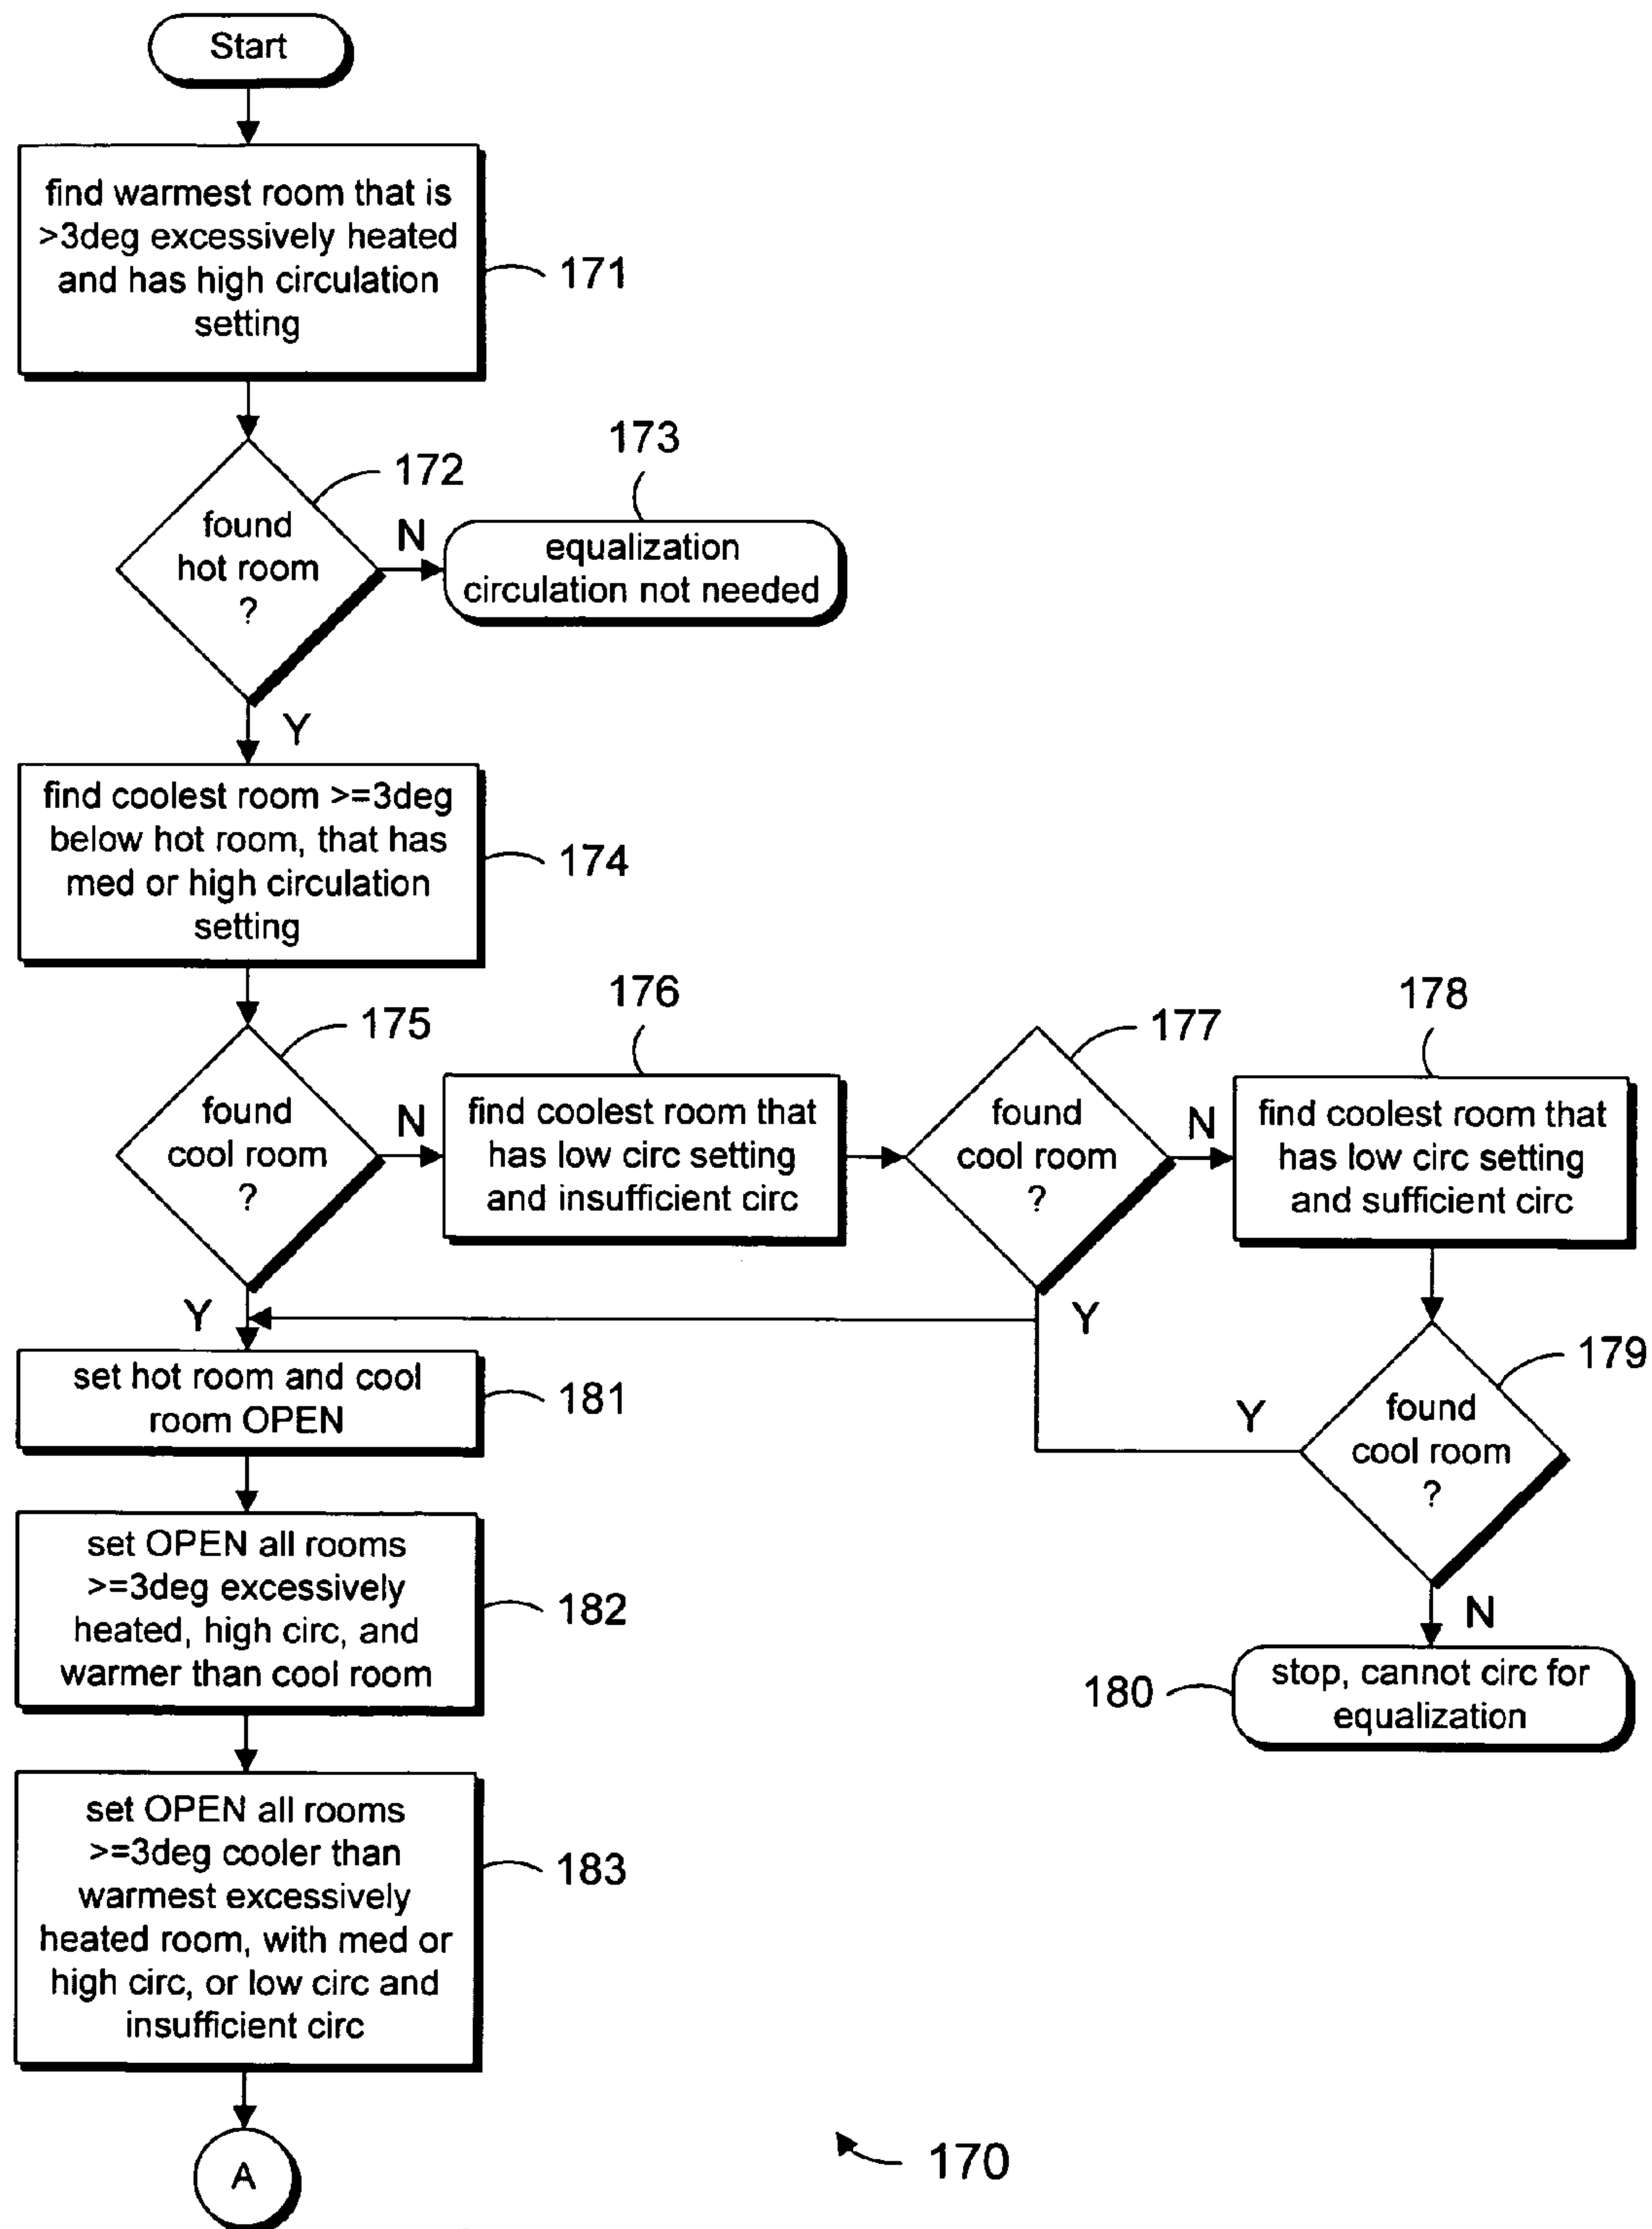 Start
find warmest room that is
>3deg excessively heated
and has high circulation
setting
171
172
found
hot room
?
N
173
equalization
circulation not needed
Y
find coolest room >=3deg
below hot room, that has
med or high circulation
setting
174
175
found
cool room
?
N
176
find coolest room that
has low circ setting
and insufficient circ
177
found
cool room
?
N
178
find coolest room that
has low circ setting
and sufficient circ
Y
Y
179
found
cool room
?
Y
N
180
stop, cannot circ for
equalization
set hot room and cool
room OPEN
181
set OPEN all rooms
>=3deg excessively
heated, high circ, and
warmer than cool room
182
set OPEN all rooms
>=3deg cooler than
warmest excessively
heated room, with med or
high circ, or low circ and
insufficient circ
183
A
170